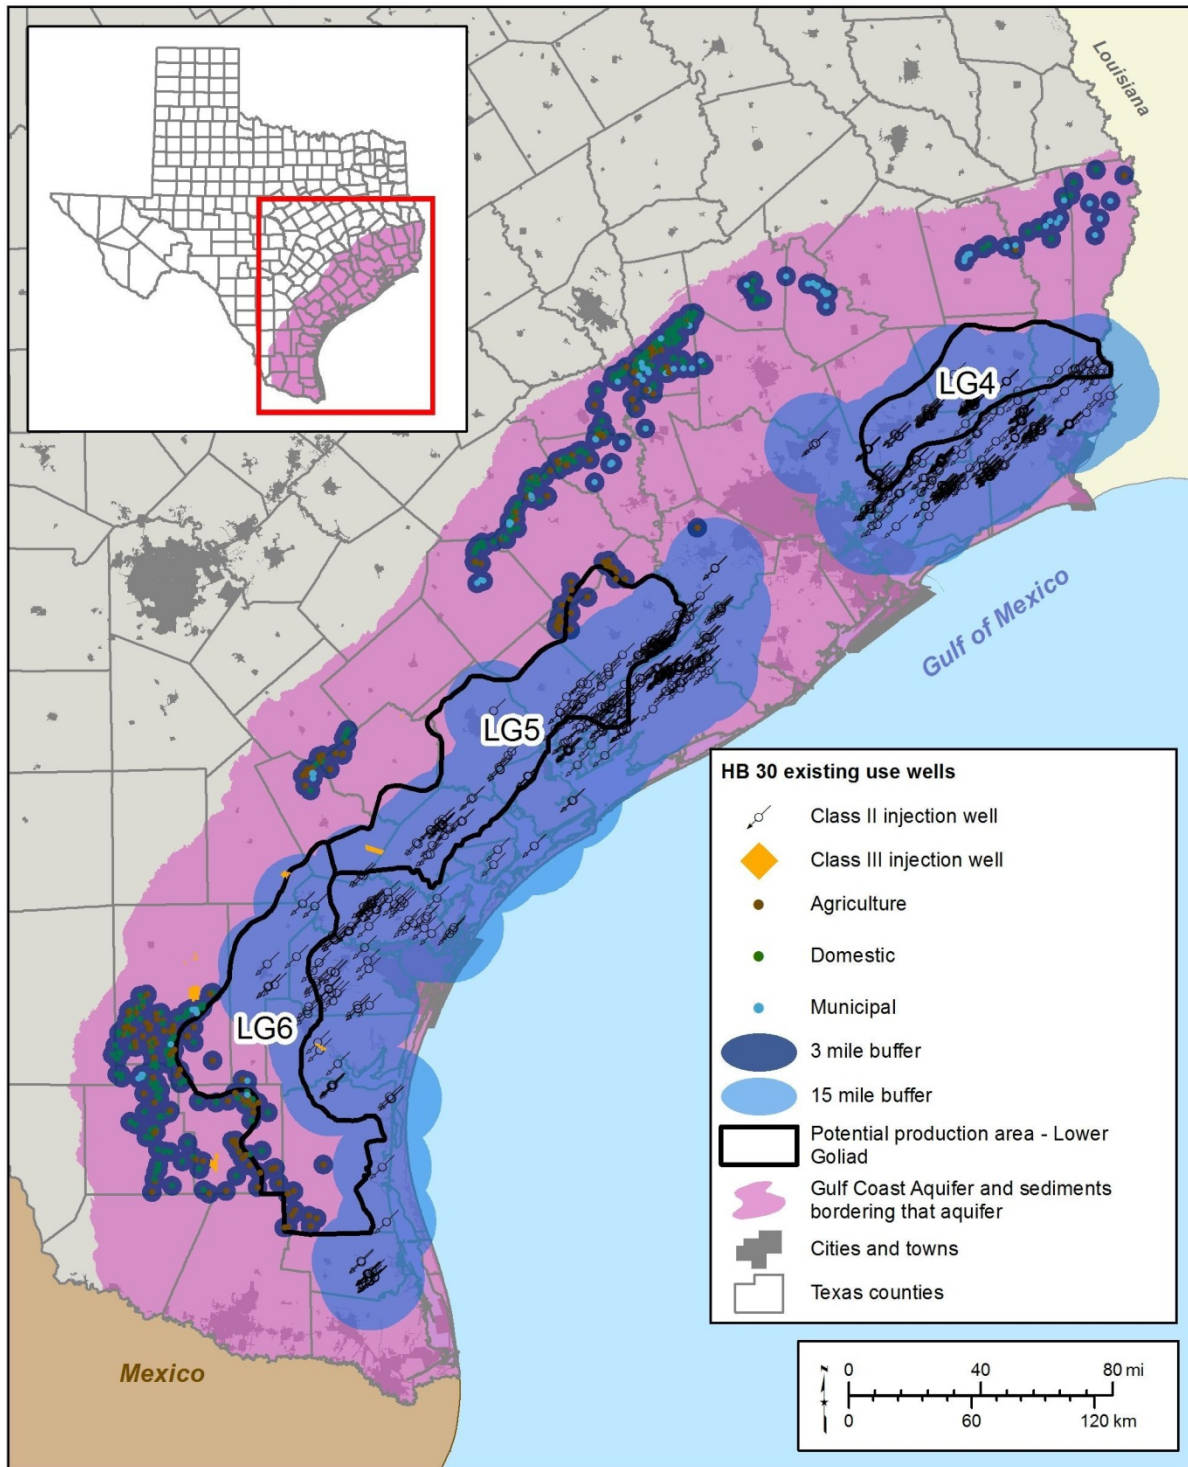 Louisiana
LG4
Gulf of Mexico
LG5
LG6
Mexico
HB 30 existing use wells
Class II injection well
Class III injection well
Agriculture
Domestic
Municipal
3 mile buffer
15 mile buffer
Potential production area - Lower
Goliad
Gulf Coast Aquifer and sediments
bordering that aquifer
Cities and towns
Texas counties
N
0 40 80 mi
0 60 120 km